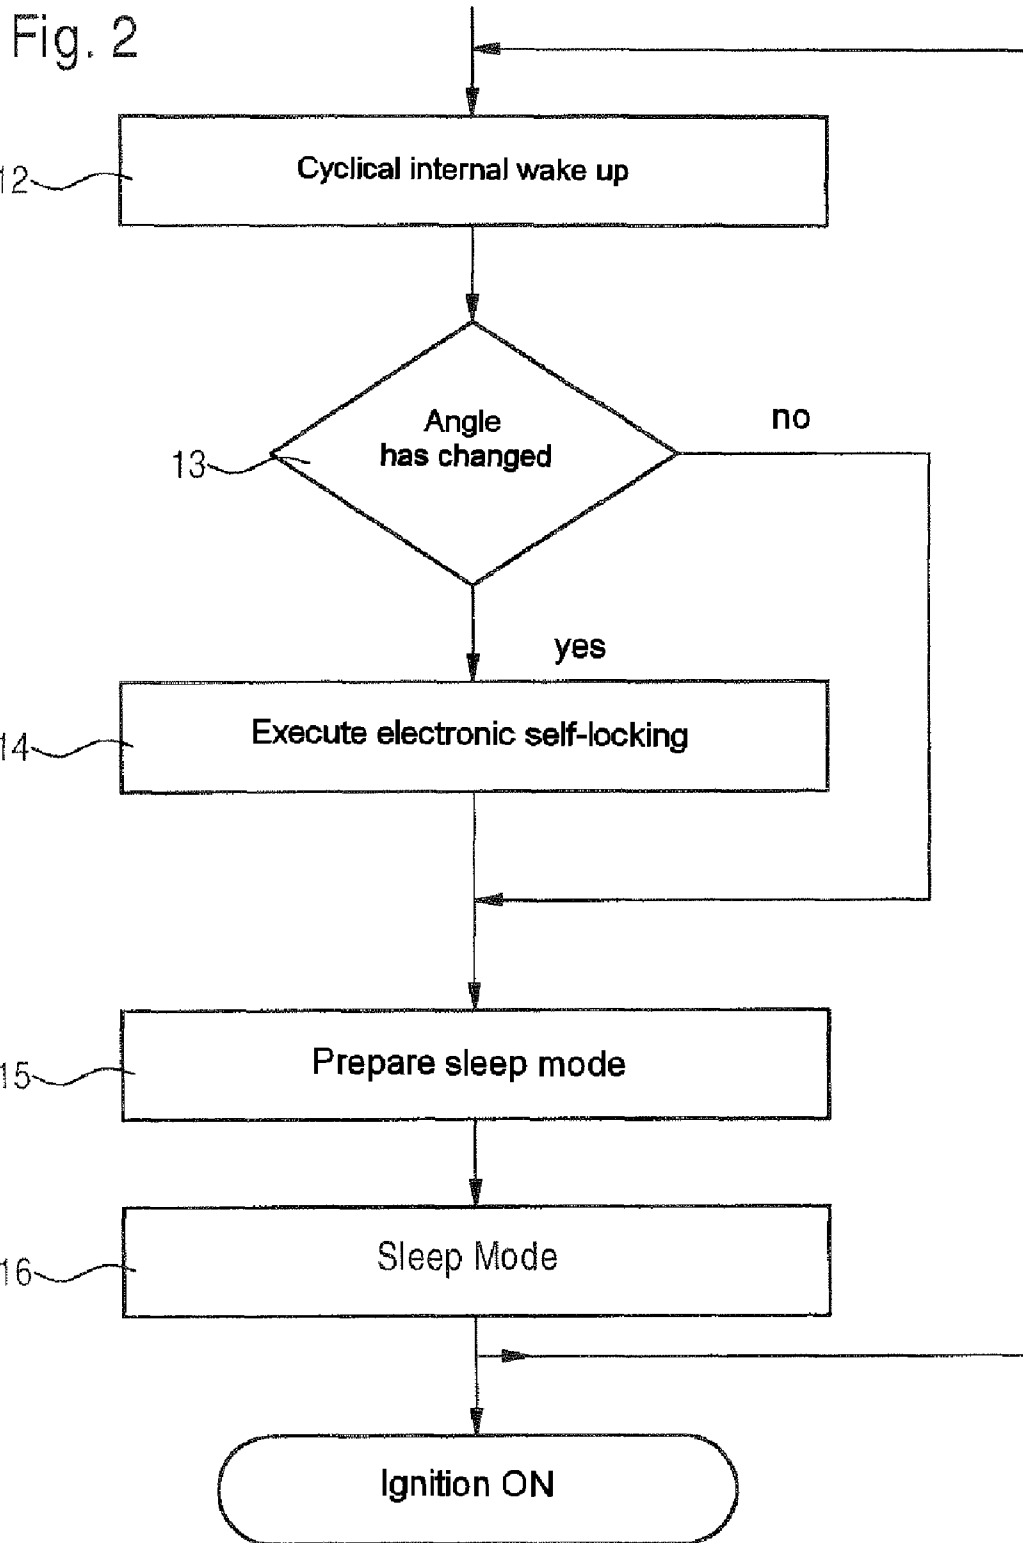 Fig. 2
12
Cyclical internal wake up
Angle
has changed
no
13
yes
14
Execute electronic self-locking
15
Prepare sleep mode
16
Sleep Mode
Ignition ON